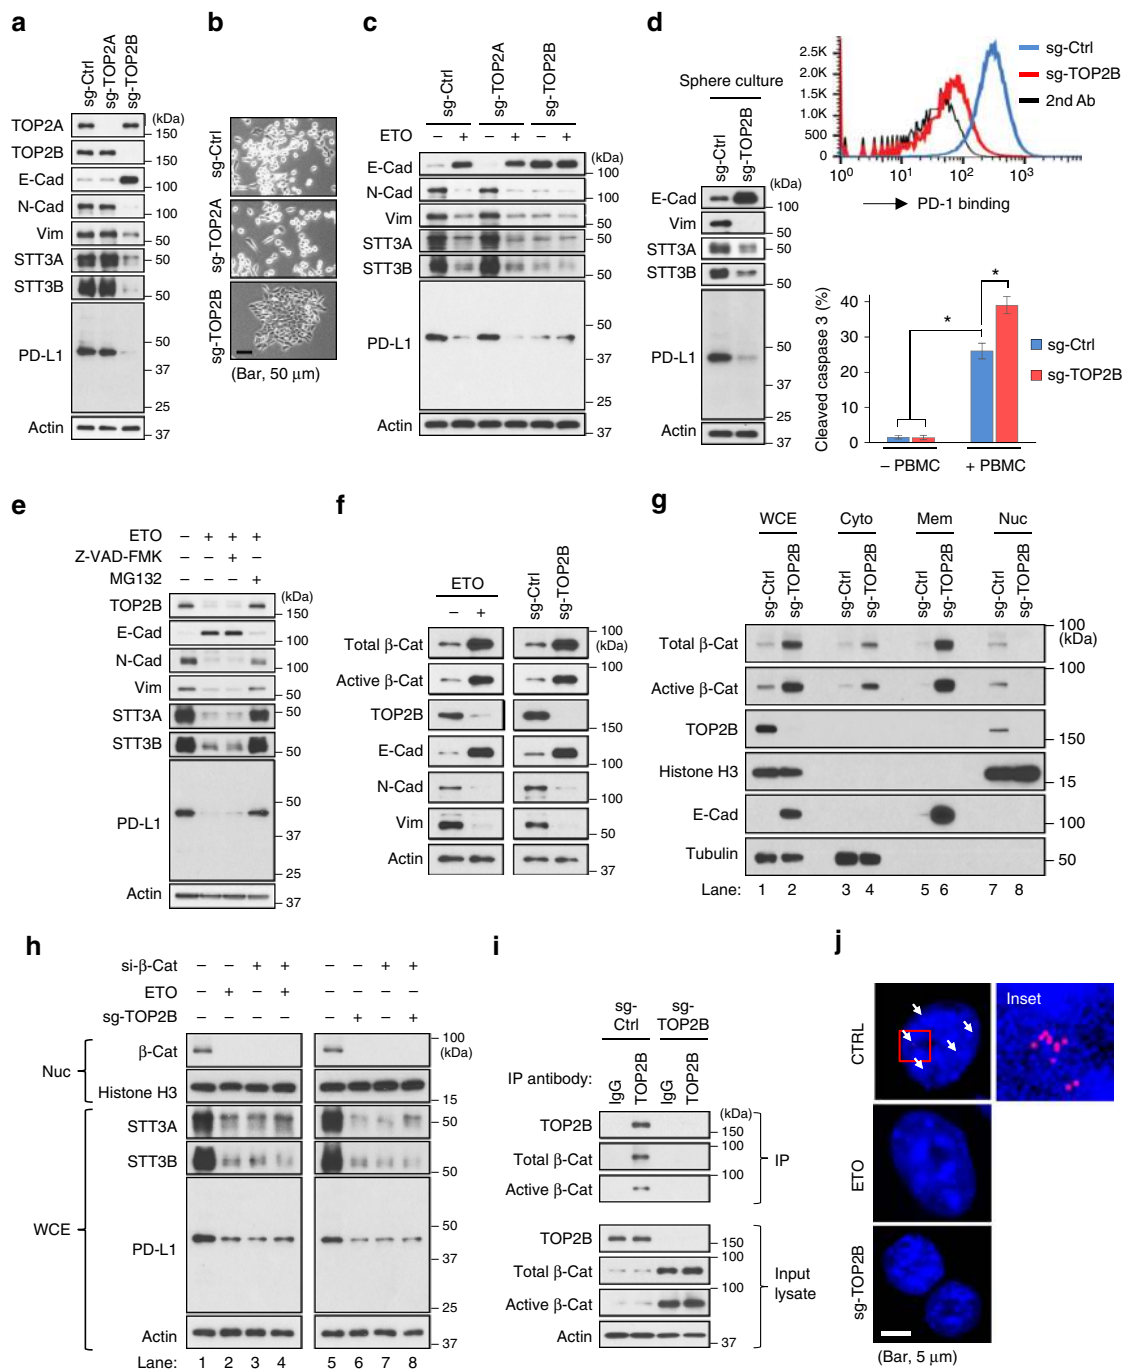 a
sg-Ctrl
sg-TOP2A
sg-TOP2B
(kDa)
TOP2A
150
TOP2B
E-Cad
100
N-Cad
100
Vim
50
STT3A
50
STT3B
50
PD-L1
50
37
25
Actin
37
b
sg-Ctrl
sg-TOP2A
sg-TOP2B
(Bar, 50 μm)
c
sg-Ctrl
sg-TOP2A
sg-TOP2B
ETO – + – + – +
(kDa)
E-Cad
100
N-Cad
100
Vim
50
STT3A
50
STT3B
50
PD-L1
50
37
25
Actin
37
d
Sphere culture
sg-Ctrl
sg-TOP2B
(kDa)
E-Cad
100
Vim
50
STT3A
50
STT3B
50
PD-L1
50
37
25
Actin
37
2.5K
2.0K
1.5K
1.0K
500
0
10⁰ 10¹ 10² 10³
PD-1 binding
sg-Ctrl
sg-TOP2B
2nd Ab
Cleaved caspase 3 (%)
40
30
20
10
0
*
*
– PBMC
+ PBMC
sg-Ctrl
sg-TOP2B
e
ETO – + + +
Z-VAD-FMK – – + –
MG132 – – – +
(kDa)
TOP2B
150
E-Cad
100
N-Cad
100
Vim
50
STT3A
50
STT3B
50
PD-L1
50
37
25
Actin
37
f
ETO
– +
sg-Ctrl
sg-TOP2B
Total β-Cat
100
(kDa)
Active β-Cat
100
TOP2B
150
E-Cad
100
N-Cad
100
Vim
50
Actin
37
g
WCE Cyto Mem Nuc
sg-Ctrl
sg-TOP2B
sg-Ctrl
sg-TOP2B
sg-Ctrl
sg-TOP2B
sg-Ctrl
sg-TOP2B
Total β-Cat
100
(kDa)
Active β-Cat
100
TOP2B
150
Histone H3
15
E-Cad
100
Tubulin
50
Lane: 1 2 3 4 5 6 7 8
h
si-β-Cat – – + + – – + +
ETO – + – +
sg-TOP2B – + – +
Nuc
β-Cat
100
(kDa)
Histone H3
15
WCE
STT3A
50
STT3B
50
PD-L1
50
37
25
Actin
37
Lane: 1 2 3 4 5 6 7 8
i
sg-
Ctrl
sg-
TOP2B
IP antibody:
IgG
TOP2B
IgG
TOP2B
(kDa)
TOP2B
150
Total β-Cat
100
Active β-Cat
100
IP
TOP2B
150
Total β-Cat
100
Active β-Cat
100
Actin
37
Input
lysate
j
CTRL
Inset
ETO
sg-TOP2B
(Bar, 5 μm)